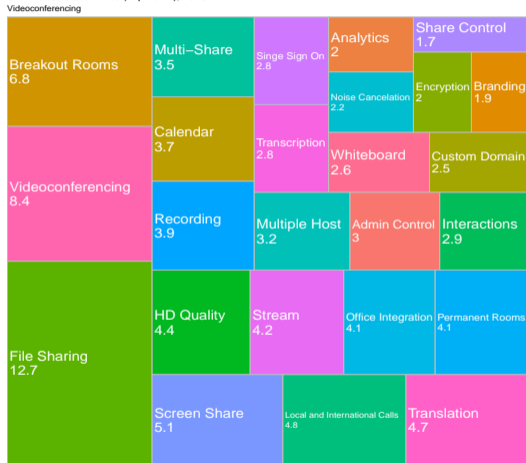 Videoconferencing
Breakout Rooms
6.8
Multi−Share
3.5
Singe Sign On
2.8
Analytics
2
Share Control
1.7
Noise Cancelation
2.2
Encryption
2
Branding
1.9
Calendar
3.7
Transcription
2.8
Whiteboard
2.6
Custom Domain
2.5
Videoconferencing
8.4
Recording
3.9
Multiple Host
3.2
Admin Control
3
Interactions
2.9
File Sharing
12.7
HD Quality
4.4
Stream
4.2
Office Integration
4.1
Permanent Rooms
4.1
Screen Share
5.1
Local and International Calls
4.8
Translation
4.7